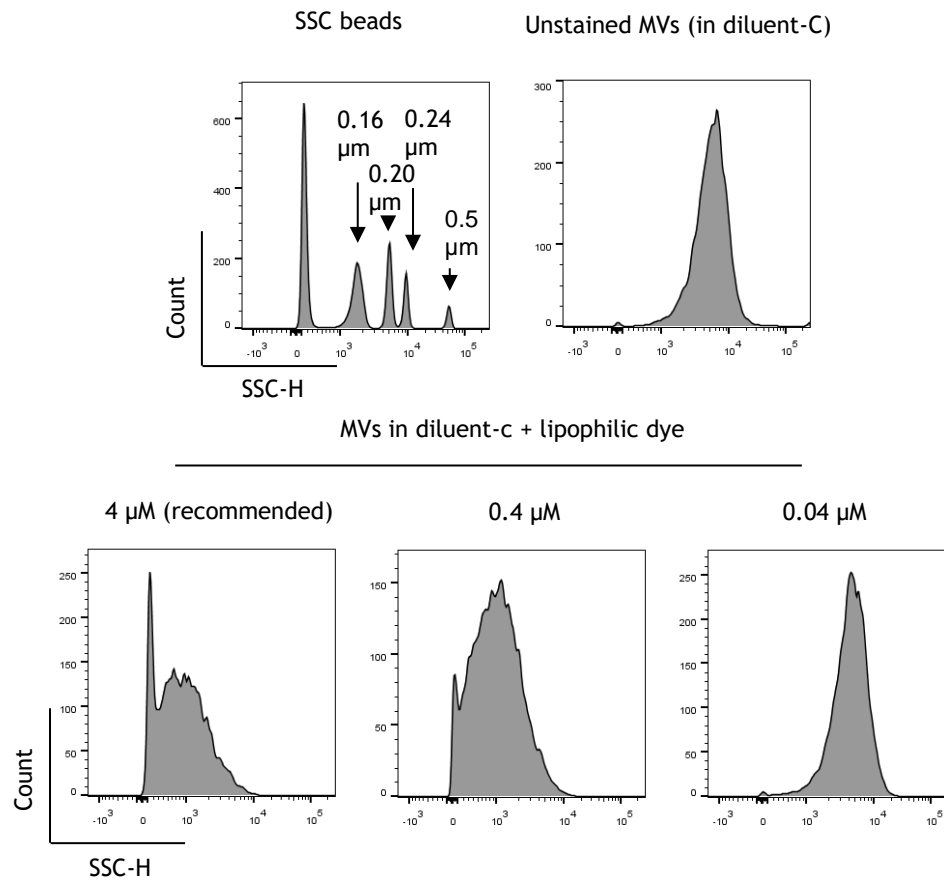 SSC beads
Unstained MVs (in diluent-C)
0.16
µm
0.24
µm
0.20
µm
0.5
µm
600
400
200
0
-10³ 0 10³ 10⁴ 10⁵
300
200
100
0
-10³ 0 10³ 10⁴ 10⁵
Count
SSC-H
MVs in diluent-c + lipophilic dye
4 µM (recommended)
0.4 µM
0.04 µM
250
200
150
100
50
0
-10³ 0 10³ 10⁴ 10⁵
150
100
50
0
-10³ 0 10³ 10⁴ 10⁵
250
200
150
100
50
0
-10³ 0 10³ 10⁴ 10⁵
Count
SSC-H